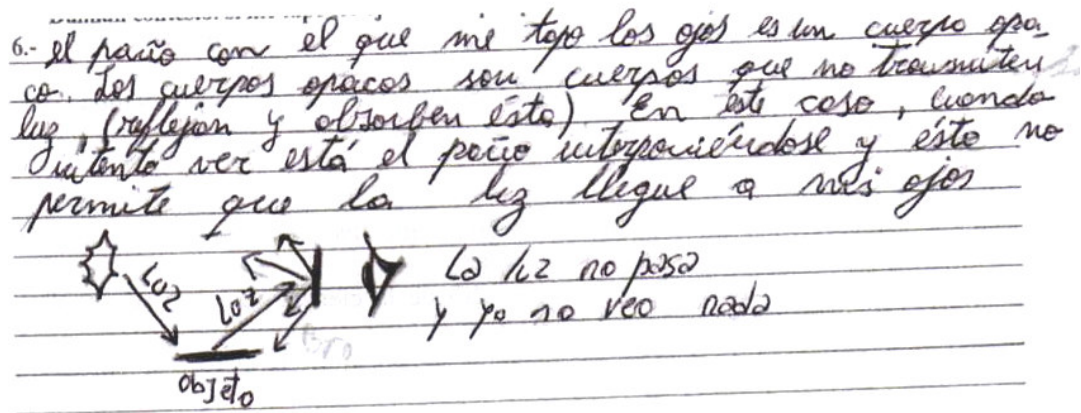 6.- El paño con el que me tapo los ojos es un cuerpo opa-
co. Los cuerpos opacos son cuerpos que no transmiten
luz, (reflejan y absorben ésta) En este caso, cuando
intento ver está el paño interponiéndose y éste no
permite que la luz llegue a mis ojos
Luz Luz La luz no pasa
y yo no veo nada
objeto